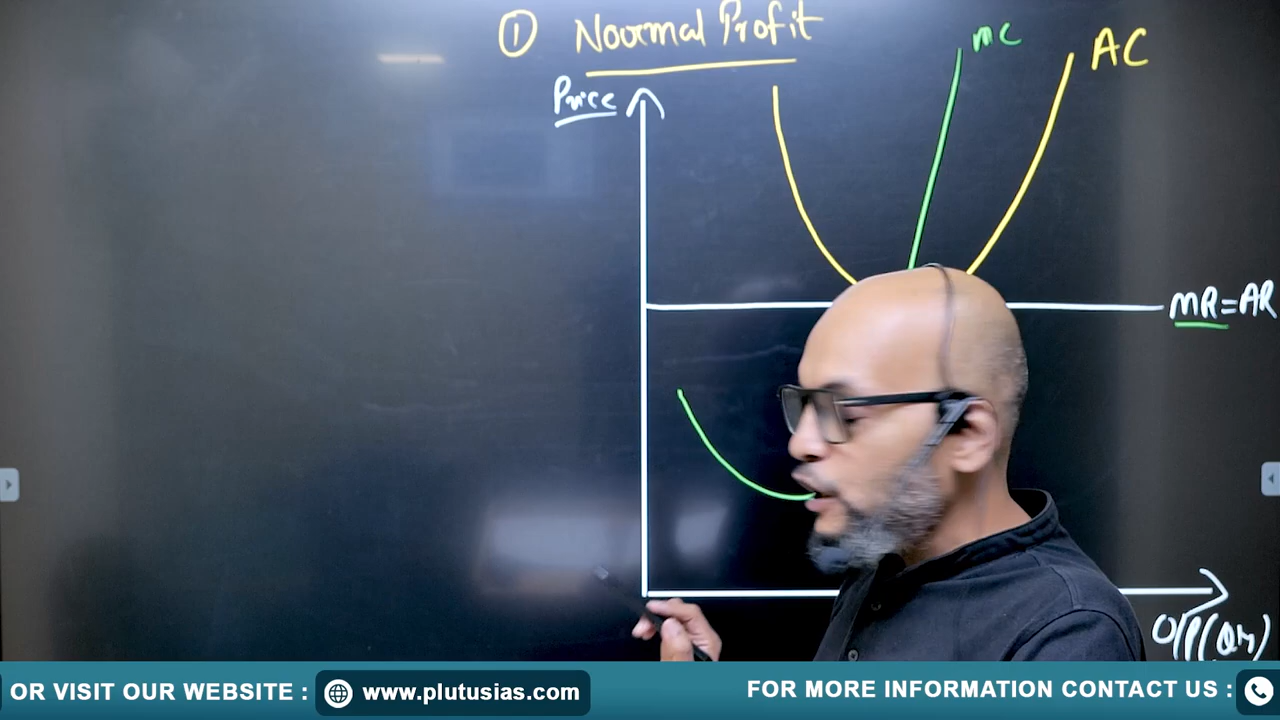 ① Normal Profit
MC
AC
Price
MR=AR
O/P(Qty)
OR VISIT OUR WEBSITE : www.plutusias.com
FOR MORE INFORMATION CONTACT US :